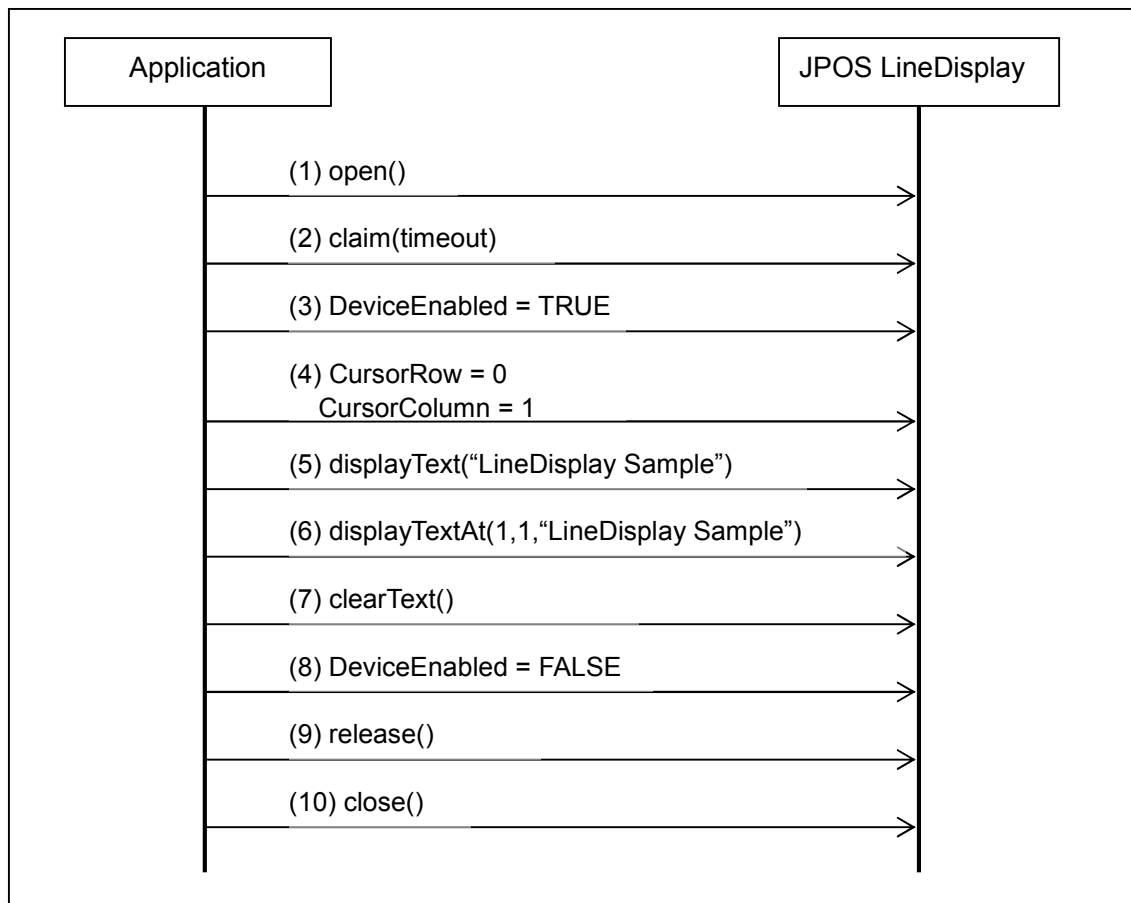 Application
JPOS LineDisplay
(1) open()
(2) claim(timeout)
(3) DeviceEnabled = TRUE
(4) CursorRow = 0
CursorColumn = 1
(5) displayText(“LineDisplay Sample”)
(6) displayTextAt(1,1,“LineDisplay Sample”)
(7) clearText()
(8) DeviceEnabled = FALSE
(9) release()
(10) close()